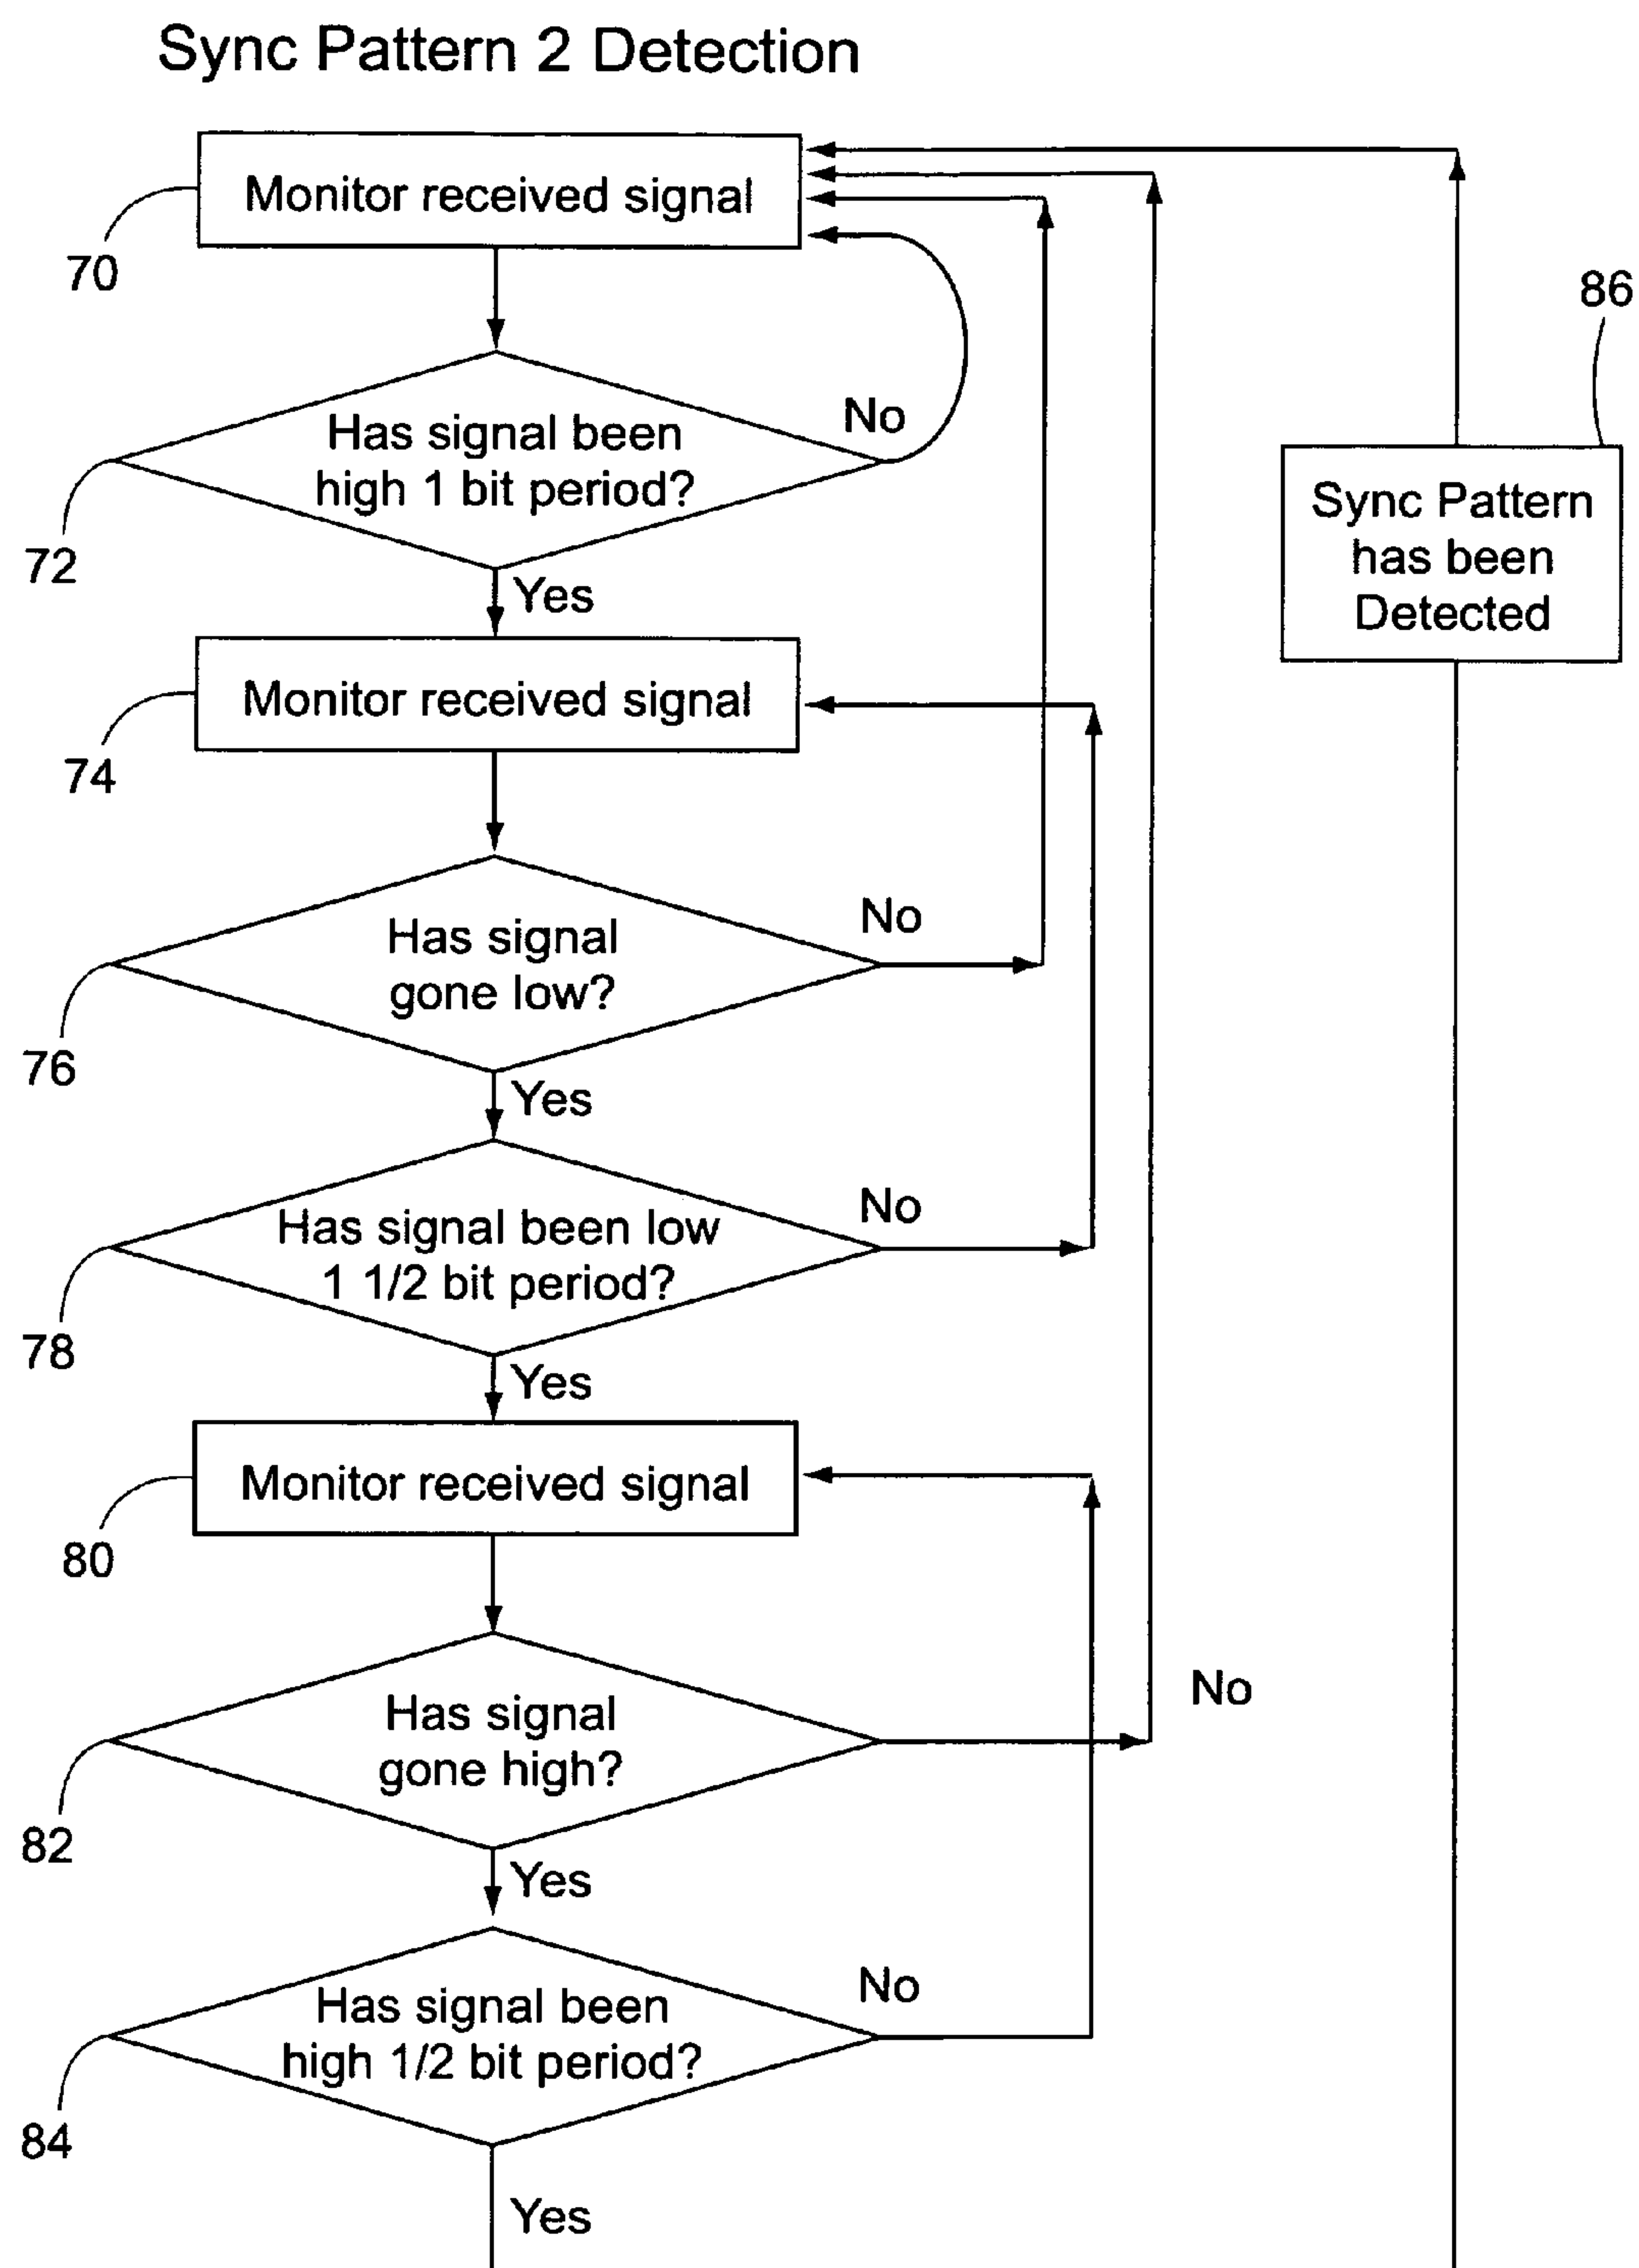 Sync Pattern 2 Detection
Monitor received signal
70
86
Has signal been
high 1 bit period?
No
72
Sync Pattern
has been
Detected
Yes
Monitor received signal
74
Has signal
gone low?
No
76
Yes
Has signal been low
1 1/2 bit period?
No
78
Yes
Monitor received signal
80
Has signal
gone high?
No
82
Yes
Has signal been
high 1/2 bit period?
No
84
Yes